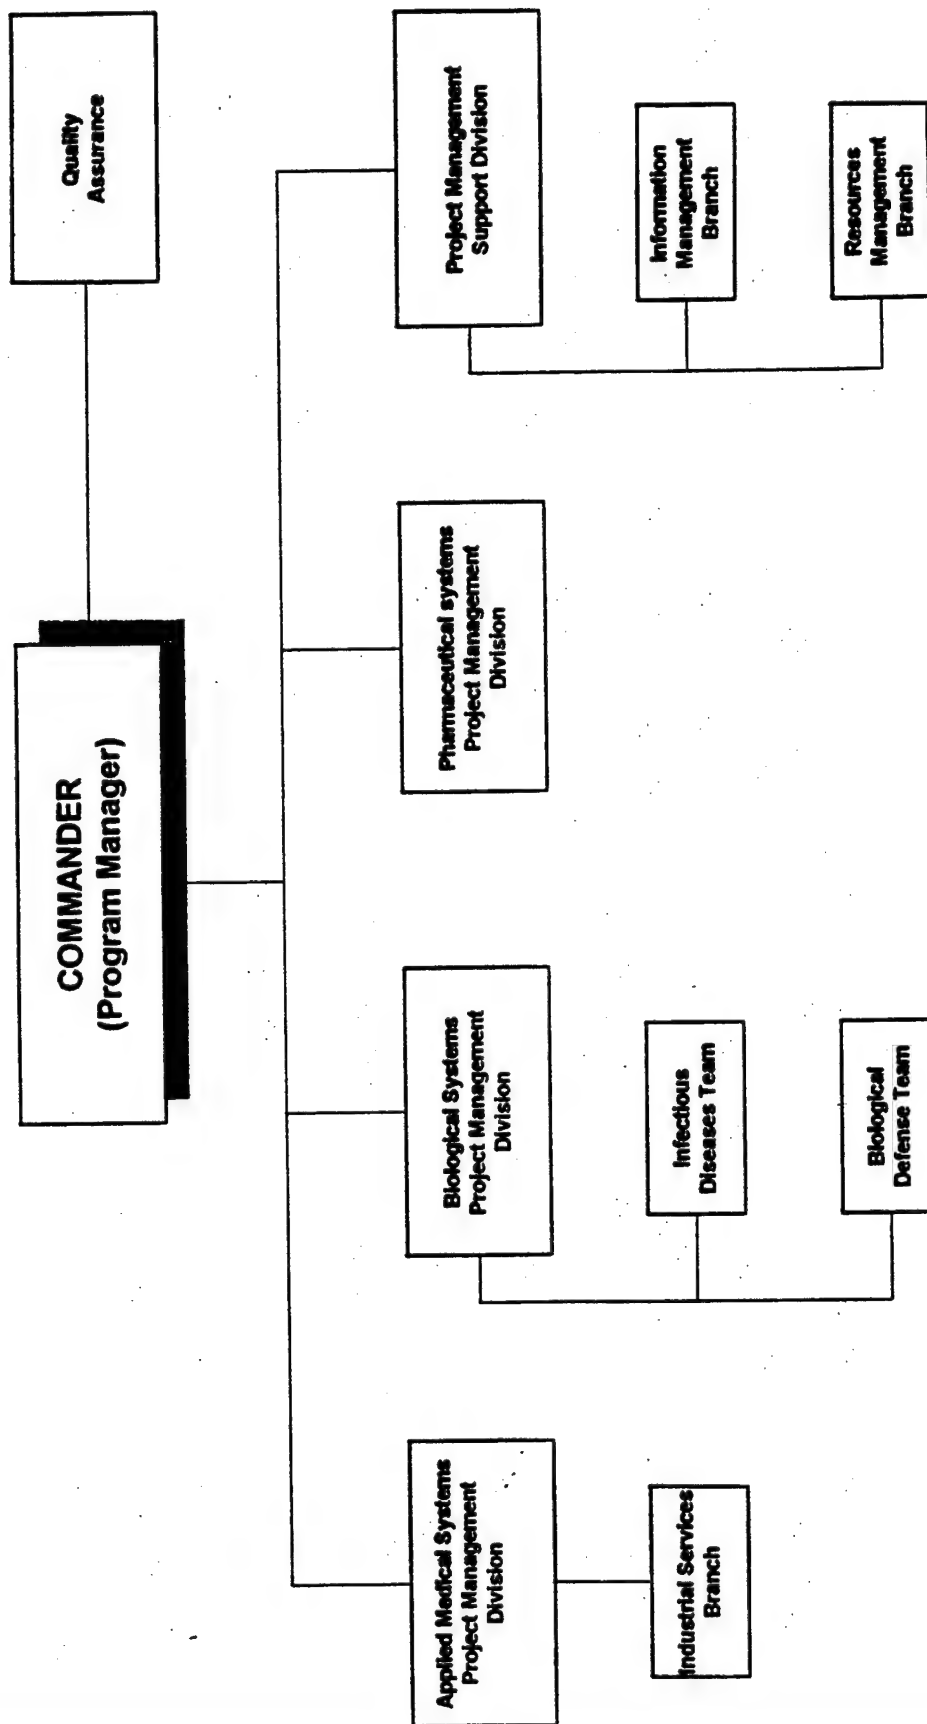 COMMANDER
(Program Manager)
Quality
Assurance
Applied Medical Systems
Project Management
Division
Biological Systems
Project Management
Division
Pharmaceutical systems
Project Management
Division
Project Management
Support Division
Industrial Services
Branch
Infectious
Diseases Team
Biological
Defense Team
Information
Management
Branch
Resources
Management
Branch